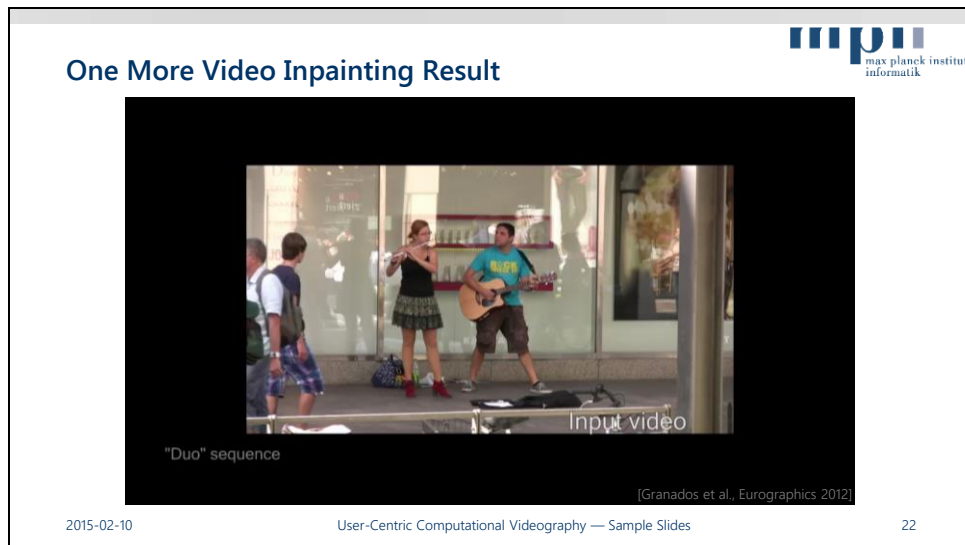 max planck institut
informatik
One More Video Inpainting Result
Input video
"Duo" sequence
[Granados et al., Eurographics 2012]
2015-02-10
User-Centric Computational Videography — Sample Slides
22